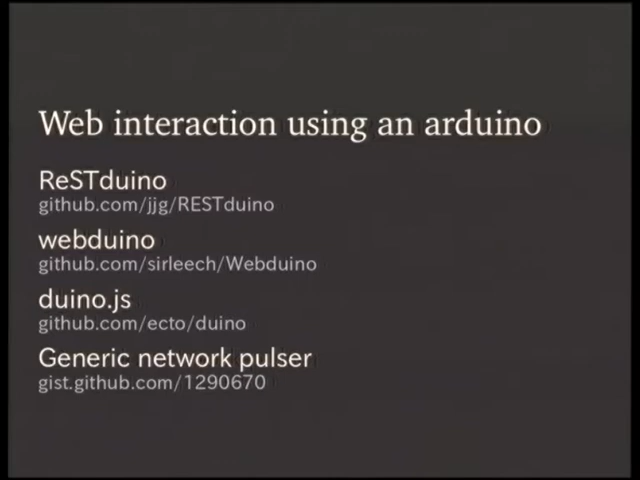 Web interaction using an arduino
ReSTduino
github.com/jjg/RESTduino
webduino
github.com/sirleech/Webduino
duino.js
github.com/ecto/duino
Generic network pulser
gist.github.com/1290670